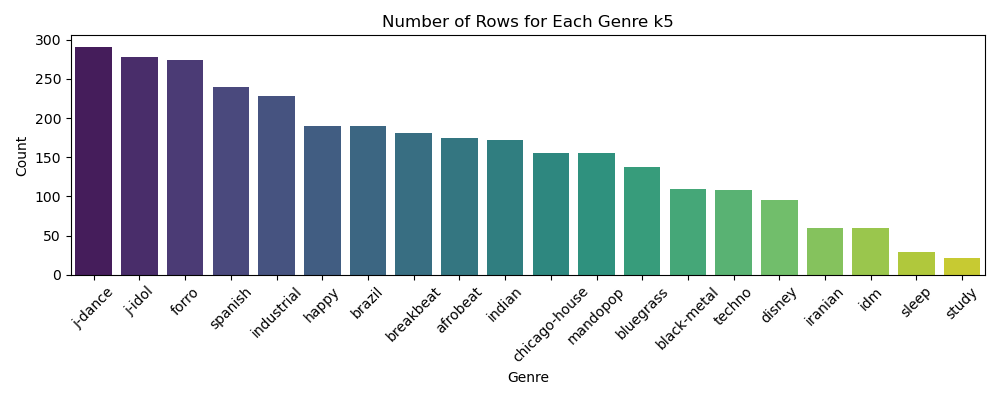 Number of Rows for Each Genre k5
Count
300
250
200
150
100
50
0
j-dance
j-idol
forro
spanish
industrial
happy
brazil
breakbeat
afrobeat
indian
chicago-house
mandopop
bluegrass
black-metal
techno
disney
iranian
idm
sleep
study
Genre